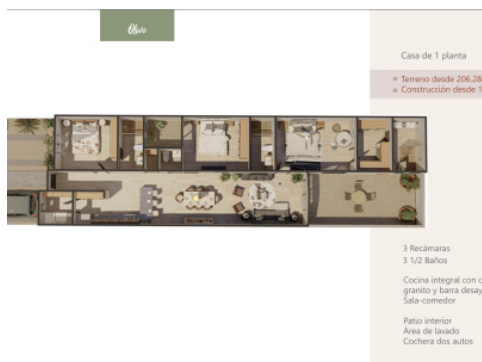 Olivo
Casa de 1 planta
Terreno desde 206.28
Construcción desde 1
3 Recámaras
3 1/2 Baños
Cocina integral con c
granito y barra desay
Sala-comedor
Patio interior
Área de lavado
Cochera dos autos